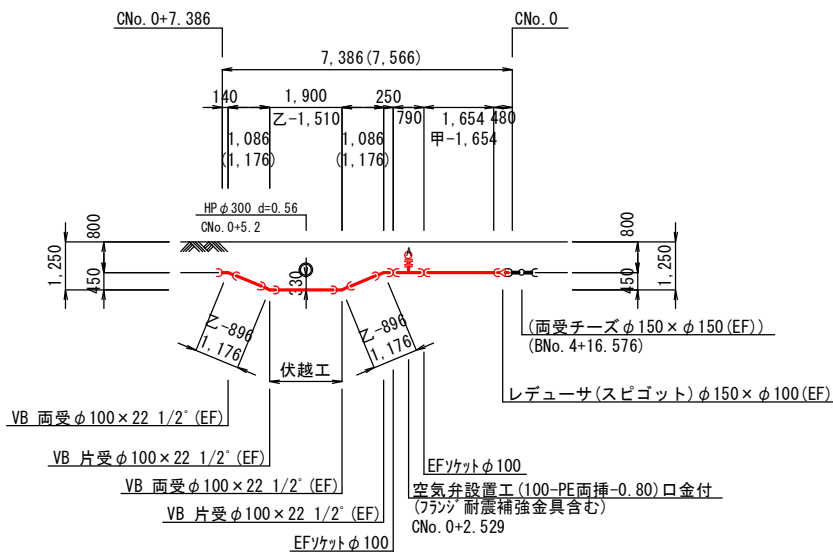 CNo. 0+7.386
CNo. 0
7,386(7,566)
140
1,900
250
乙-1,510
790
1,654
480
甲-1,654
1,086
(1,176)
1,086
(1,176)
HPφ300 d=0.56
CNo. 0+5.2
800
1,250
450
30
800
450
1,250
乙-896
1,176
乙-896
1,176
伏越工
(両受チーズφ150×φ150(EF))
(BNo. 4+16.576)
レデューサ(スピゴット)φ150×φ100(EF)
VB 両受φ100×22 1/2°(EF)
VB 片受φ100×22 1/2°(EF)
VB 両受φ100×22 1/2°(EF)
VB 片受φ100×22 1/2°(EF)
EFソケットφ100
EFソケットφ100
空気弁設置工(100-PE両挿-0.80)口金付
(フランジ耐震補強金具含む)
CNo. 0+2.529